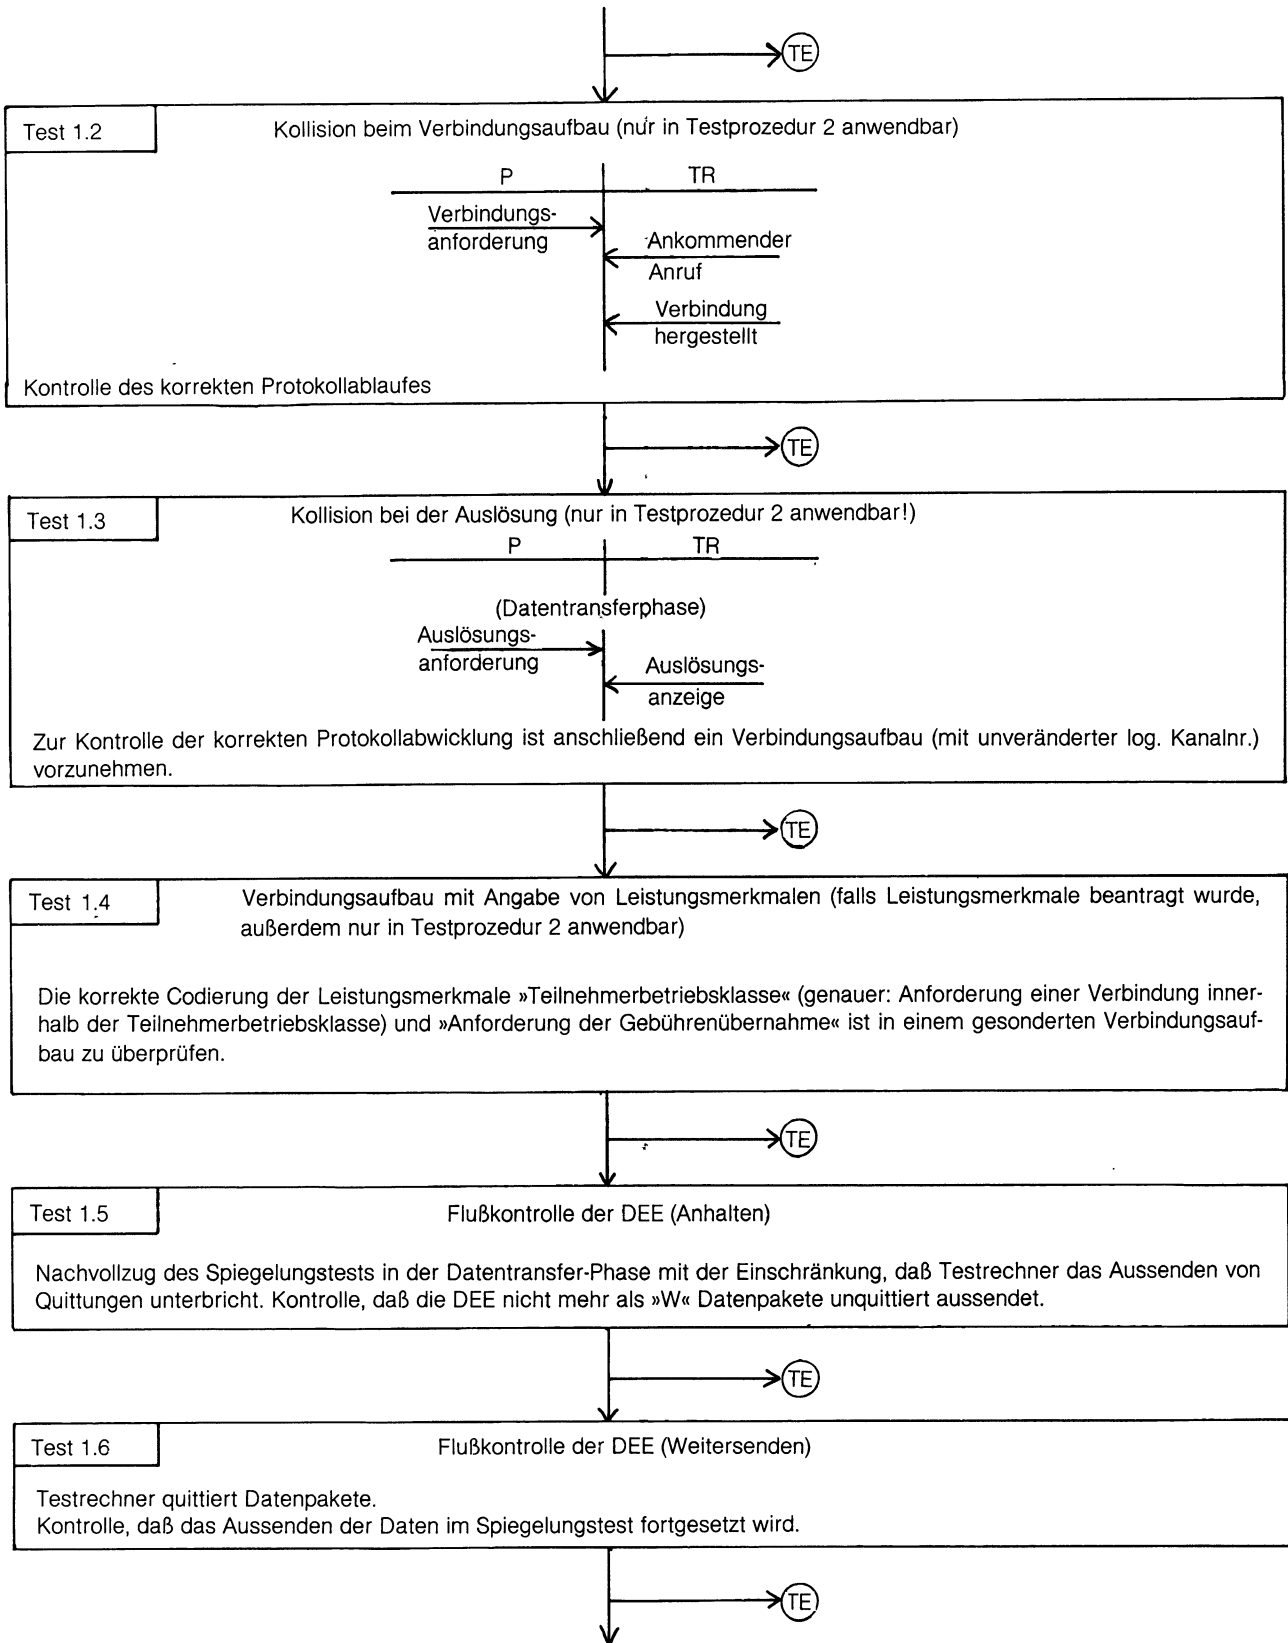 TE
Test 1.2
Kollision beim Verbindungsaufbau (nur in Testprozedur 2 anwendbar)
P
TR
Verbindungs-
anforderung
Ankommender
Anruf
Verbindung
hergestellt
Kontrolle des korrekten Protokollablaufes
TE
Test 1.3
Kollision bei der Auslösung (nur in Testprozedur 2 anwendbar!)
P
TR
(Datentransferphase)
Auslösungs-
anforderung
Auslösungs-
anzeige
Zur Kontrolle der korrekten Protokollabwicklung ist anschließend ein Verbindungsaufbau (mit unveränderter log. Kanalnr.)
vorzunehmen.
TE
Test 1.4
Verbindungsaufbau mit Angabe von Leistungsmerkmalen (falls Leistungsmerkmale beantragt wurde,
außerdem nur in Testprozedur 2 anwendbar)
Die korrekte Codierung der Leistungsmerkmale »Teilnehmerbetriebsklasse« (genauer: Anforderung einer Verbindung inner-
halb der Teilnehmerbetriebsklasse) und »Anforderung der Gebührenübernahme« ist in einem gesonderten Verbindungsauf-
bau zu überprüfen.
TE
Test 1.5
Flußkontrolle der DEE (Anhalten)
Nachvollzug des Spiegelungstests in der Datentransfer-Phase mit der Einschränkung, daß Testrechner das Aussenden von
Quittungen unterbricht. Kontrolle, daß die DEE nicht mehr als »W« Datenpakete unquittiert aussendet.
TE
Test 1.6
Flußkontrolle der DEE (Weitersenden)
Testrechner quittiert Datenpakete.
Kontrolle, daß das Aussenden der Daten im Spiegelungstest fortgesetzt wird.
TE